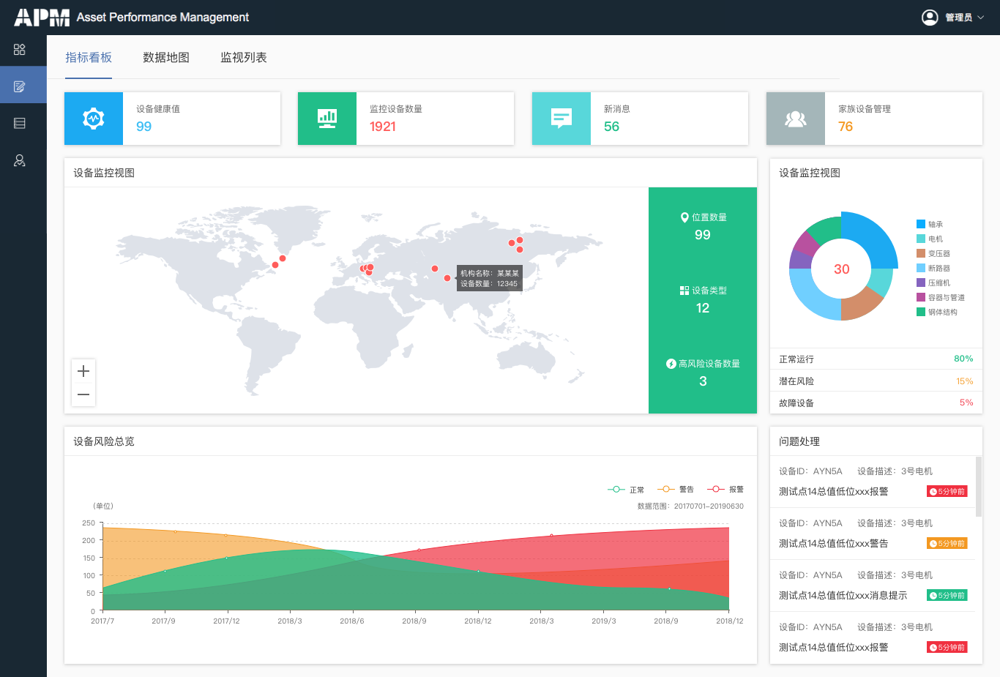 APM Asset Performance Management
管理员
指标看板 数据地图 监视列表
设备健康值
99
监控设备数量
1921
新消息
56
家族设备管理
76
设备监控视图
机构名称：某某某
设备数量：12345
位置数量
99
设备类型
12
高风险设备数量
3
设备监控视图
30
轴承
电机
变压器
断路器
压缩机
容器与管道
钢体结构
正常运行 80%
潜在风险 15%
故障设备 5%
设备风险总览
正常 警告 报警
(单位)
数据范围：20170701-20190630
250
200
150
100
50
0
2017/7 2017/9 2017/12 2018/3 2018/6 2018/9 2018/12 2018/3 2019/3 2018/9 2018/12
问题处理
设备ID：AYN5A 设备描述：3号电机
测试点14总值低位xxx报警 5分钟前
设备ID：AYN5A 设备描述：3号电机
测试点14总值低位xxx警告 5分钟前
设备ID：AYN5A 设备描述：3号电机
测试点14总值低位xxx消息提示 5分钟前
设备ID：AYN5A 设备描述：3号电机
测试点14总值低位xxx报警 5分钟前